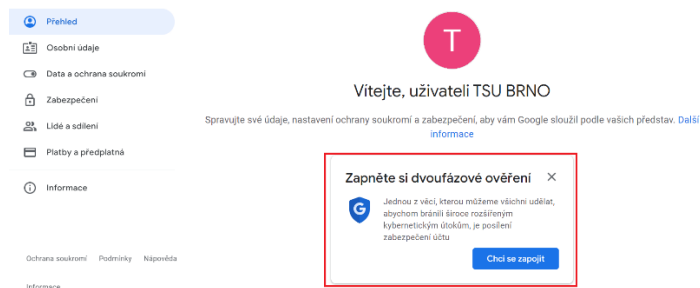 Přehled
Osobní údaje
Data a ochrana soukromí
Zabezpečení
Lidé a sdílení
Platby a předplatná
Informace
Ochrana soukromí Podmínky Nápověda
Informace
T
Vítejte, uživateli TSU BRNO
Spravujte své údaje, nastavení ochrany soukromí a zabezpečení, aby vám Google sloužil podle vašich představ. Další
informace
Zapněte si dvoufázové ověření
G
Jednou z věcí, kterou můžeme všichni udělat,
abychom bránili široce rozšířeným
kybernetickým útokům, je posílení
zabezpečení účtu
Chci se zapojit